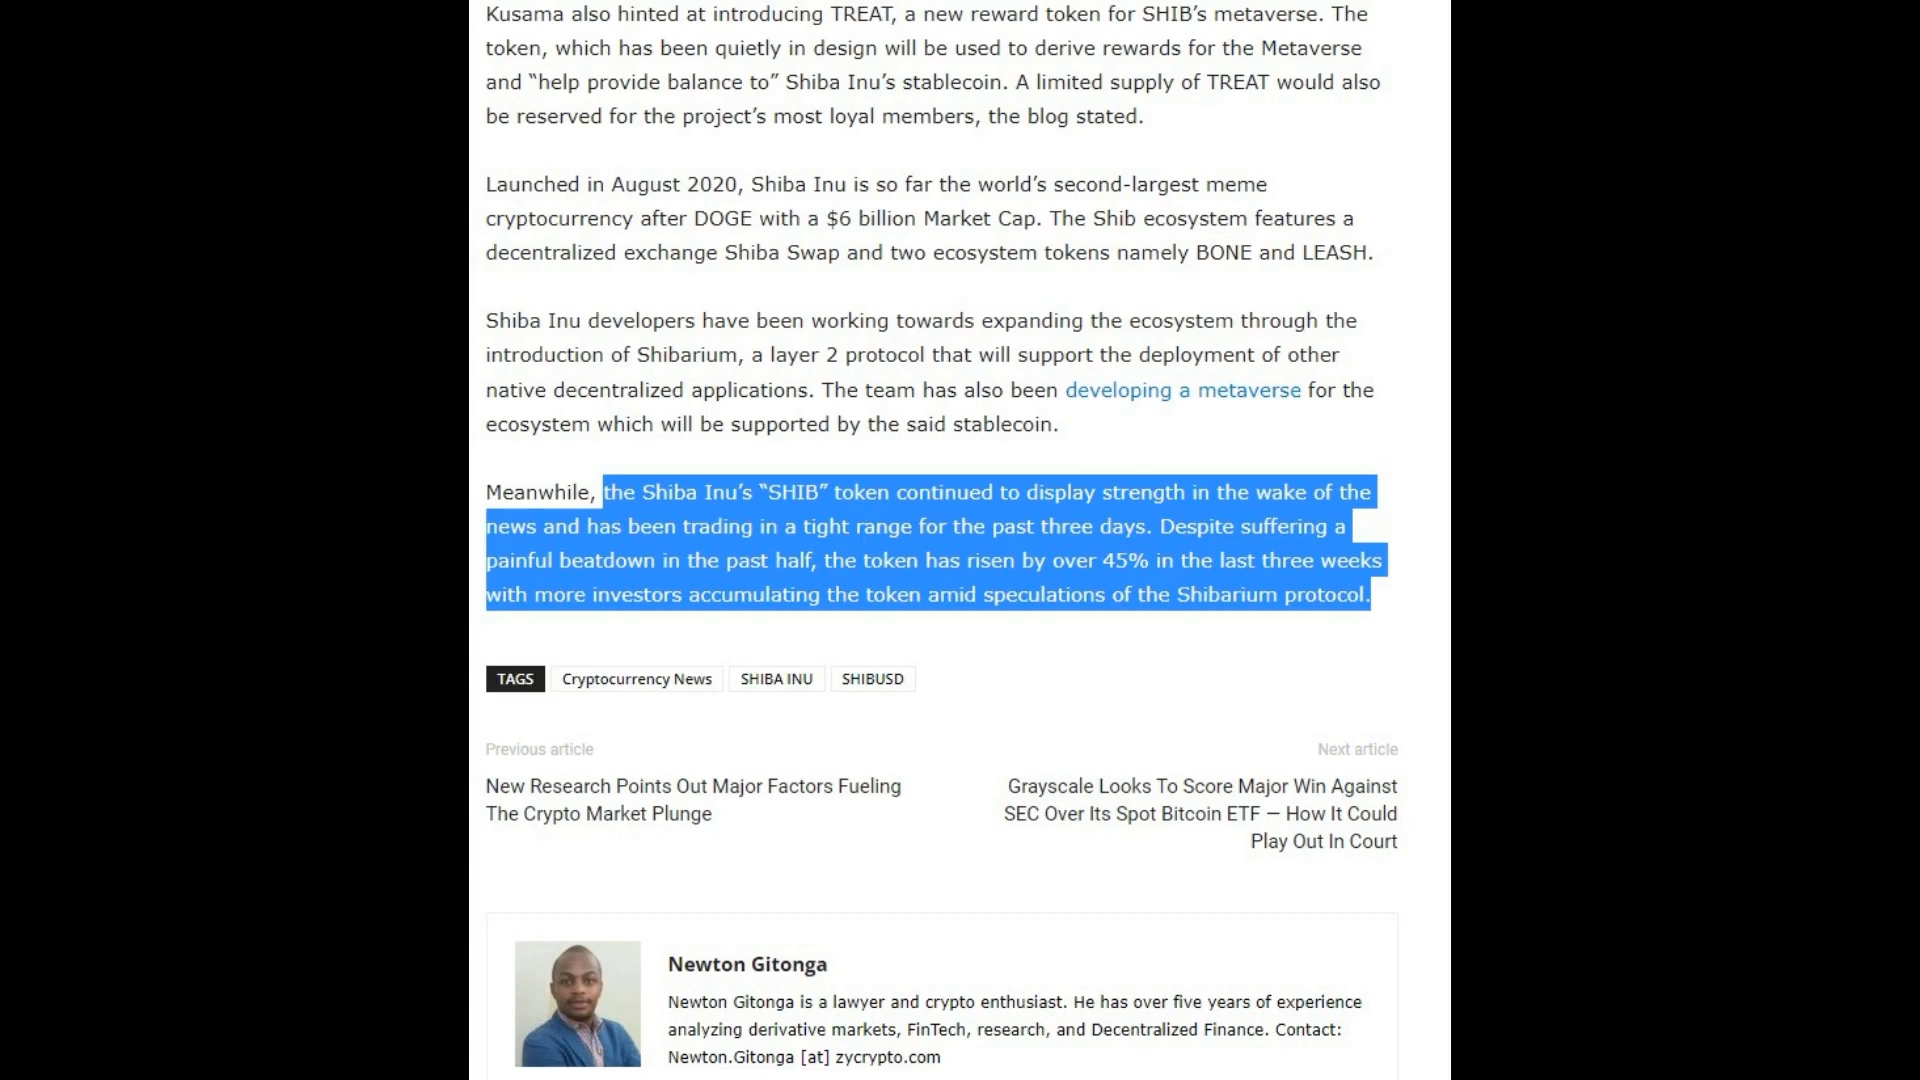 Kusama also hinted at introducing TREAT, a new reward token for SHIB’s metaverse. The
token, which has been quietly in design will be used to derive rewards for the Metaverse
and “help provide balance to” Shiba Inu’s stablecoin. A limited supply of TREAT would also
be reserved for the project’s most loyal members, the blog stated.
Launched in August 2020, Shiba Inu is so far the world’s second-largest meme
cryptocurrency after DOGE with a $6 billion Market Cap. The Shib ecosystem features a
decentralized exchange Shiba Swap and two ecosystem tokens namely BONE and LEASH.
Shiba Inu developers have been working towards expanding the ecosystem through the
introduction of Shibarium, a layer 2 protocol that will support the deployment of other
native decentralized applications. The team has also been developing a metaverse for the
ecosystem which will be supported by the said stablecoin.
Meanwhile, the Shiba Inu’s “SHIB” token continued to display strength in the wake of the
news and has been trading in a tight range for the past three days. Despite suffering a
painful beatdown in the past half, the token has risen by over 45% in the last three weeks
with more investors accumulating the token amid speculations of the Shibarium protocol.
TAGS Cryptocurrency News SHIBA INU SHIBUSD
Previous article
New Research Points Out Major Factors Fueling
The Crypto Market Plunge
Next article
Grayscale Looks To Score Major Win Against
SEC Over Its Spot Bitcoin ETF — How It Could
Play Out In Court
Newton Gitonga
Newton Gitonga is a lawyer and crypto enthusiast. He has over five years of experience
analyzing derivative markets, FinTech, research, and Decentralized Finance. Contact:
Newton.Gitonga [at] zycrypto.com